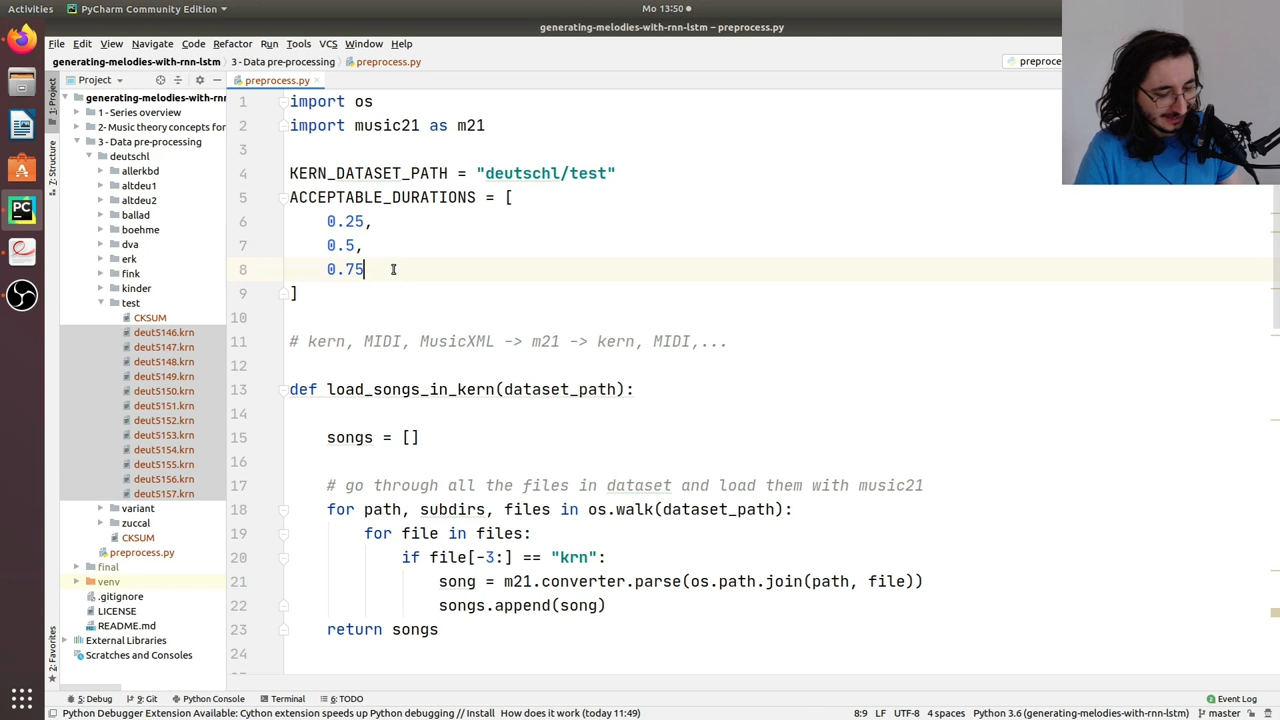 Activities
PyCharm Community Edition
Mo 13:50
generating-melodies-with-rnn-lstm – preprocess.py
File Edit View Navigate Code Refactor Run Tools VCS Window Help
generating-melodies-with-rnn-lstm
3 - Data pre-processing
preprocess.py
preproce
1: Project
7: Structure
2: Favorites
Project
generating-melodies-with-rnn
1 - Series overview
2- Music theory concepts for
3 - Data pre-processing
deutschl
allerkbd
altdeu1
altdeu2
ballad
boehme
dva
erk
fink
kinder
test
CKSUM
deut5146.krn
deut5147.krn
deut5148.krn
deut5149.krn
deut5150.krn
deut5151.krn
deut5152.krn
deut5153.krn
deut5154.krn
deut5155.krn
deut5156.krn
deut5157.krn
variant
zuccal
CKSUM
preprocess.py
final
venv
.gitignore
LICENSE
README.md
External Libraries
Scratches and Consoles
preprocess.py
1 import os
2 import music21 as m21
3
4 KERN_DATASET_PATH = "deutschl/test"
5 ACCEPTABLE_DURATIONS = [
6 0.25,
7 0.5,
8 0.75
9 ]
10
11 # kern, MIDI, MusicXML -> m21 -> kern, MIDI,...
12
13 def load_songs_in_kern(dataset_path):
14
15 songs = []
16
17 # go through all the files in dataset and load them with music21
18 for path, subdirs, files in os.walk(dataset_path):
19 for file in files:
20 if file[-3:] == "krn":
21 song = m21.converter.parse(os.path.join(path, file))
22 songs.append(song)
23 return songs
24
5: Debug
9: Git
Python Console
Terminal
6: TODO
Event Log
Python Debugger Extension Available: Cython extension speeds up Python debugging // Install How does it work (today 11:49)
8:9 LF UTF-8 4 spaces Python 3.6 (generating-melodies-with-rnn-lstm) master